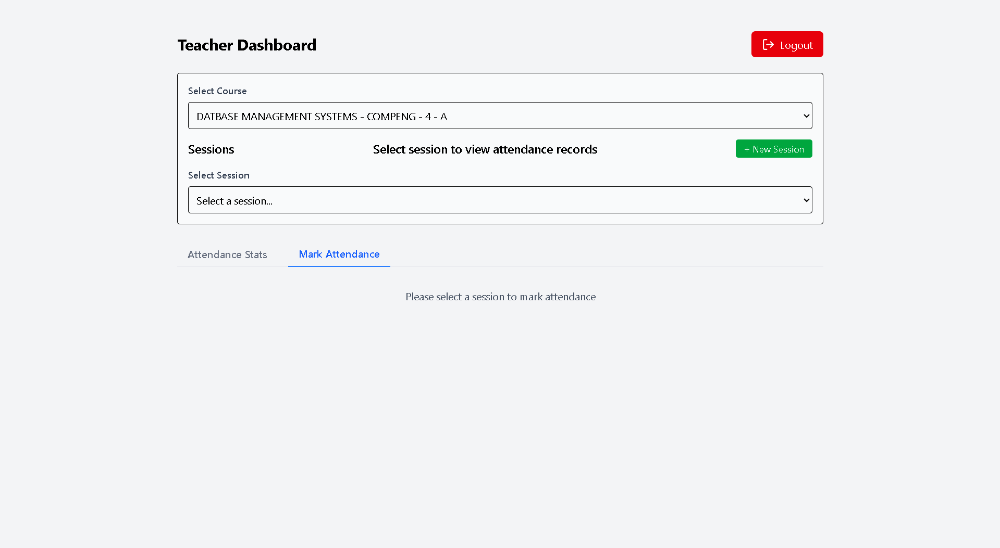 Teacher Dashboard
Logout
Select Course
DATBASE MANAGEMENT SYSTEMS - COMPENG - 4 - A
Sessions
Select session to view attendance records
+ New Session
Select Session
Select a session...
Attendance Stats
Mark Attendance
Please select a session to mark attendance